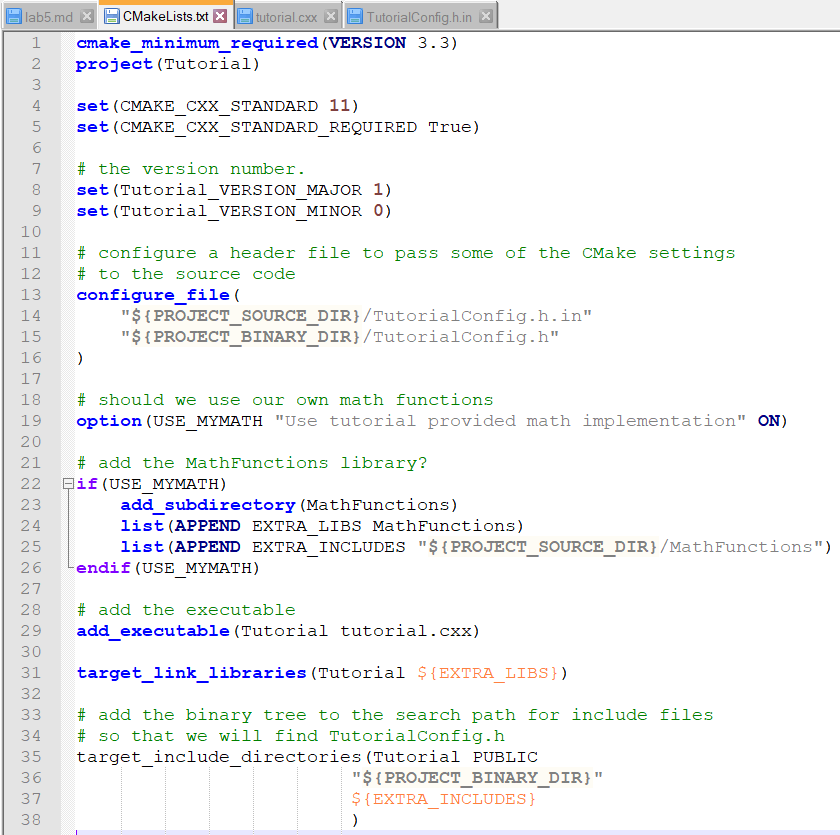 lab5.md CMakeLists.txt tutorial.cxx TutorialConfig.h.in
1 cmake_minimum_required(VERSION 3.3)
2 project(Tutorial)
3
4 set(CMAKE_CXX_STANDARD 11)
5 set(CMAKE_CXX_STANDARD_REQUIRED True)
6
7 # the version number.
8 set(Tutorial_VERSION_MAJOR 1)
9 set(Tutorial_VERSION_MINOR 0)
10
11 # configure a header file to pass some of the CMake settings
12 # to the source code
13 configure_file(
14     "${PROJECT_SOURCE_DIR}/TutorialConfig.h.in"
15     "${PROJECT_BINARY_DIR}/TutorialConfig.h"
16 )
17
18 # should we use our own math functions
19 option(USE_MYMATH "Use tutorial provided math implementation" ON)
20
21 # add the MathFunctions library?
22 if(USE_MYMATH)
23     add_subdirectory(MathFunctions)
24     list(APPEND EXTRA_LIBS MathFunctions)
25     list(APPEND EXTRA_INCLUDES "${PROJECT_SOURCE_DIR}/MathFunctions")
26 endif(USE_MYMATH)
27
28 # add the executable
29 add_executable(Tutorial tutorial.cxx)
30
31 target_link_libraries(Tutorial ${EXTRA_LIBS})
32
33 # add the binary tree to the search path for include files
34 # so that we will find TutorialConfig.h
35 target_include_directories(Tutorial PUBLIC
36                          "${PROJECT_BINARY_DIR}"
37                          ${EXTRA_INCLUDES}
38                          )